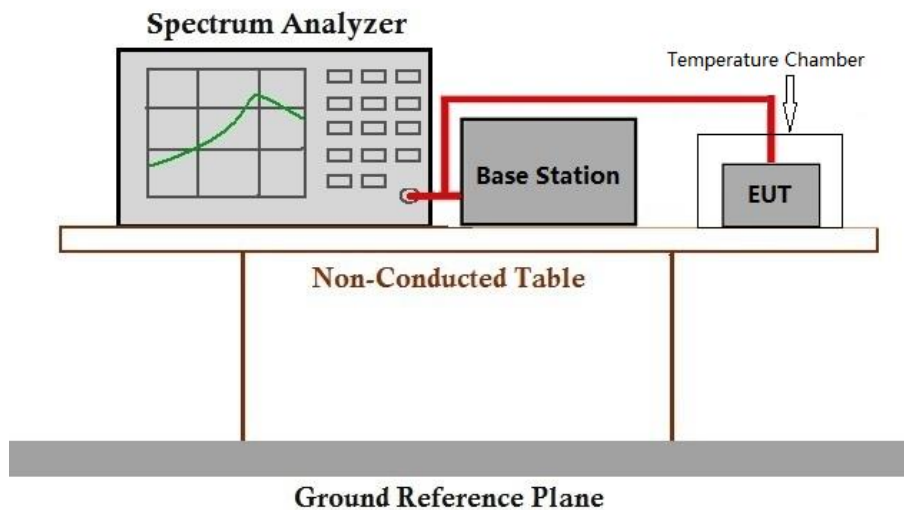 Spectrum Analyzer
Temperature Chamber
Base Station
EUT
Non-Conducted Table
Ground Reference Plane